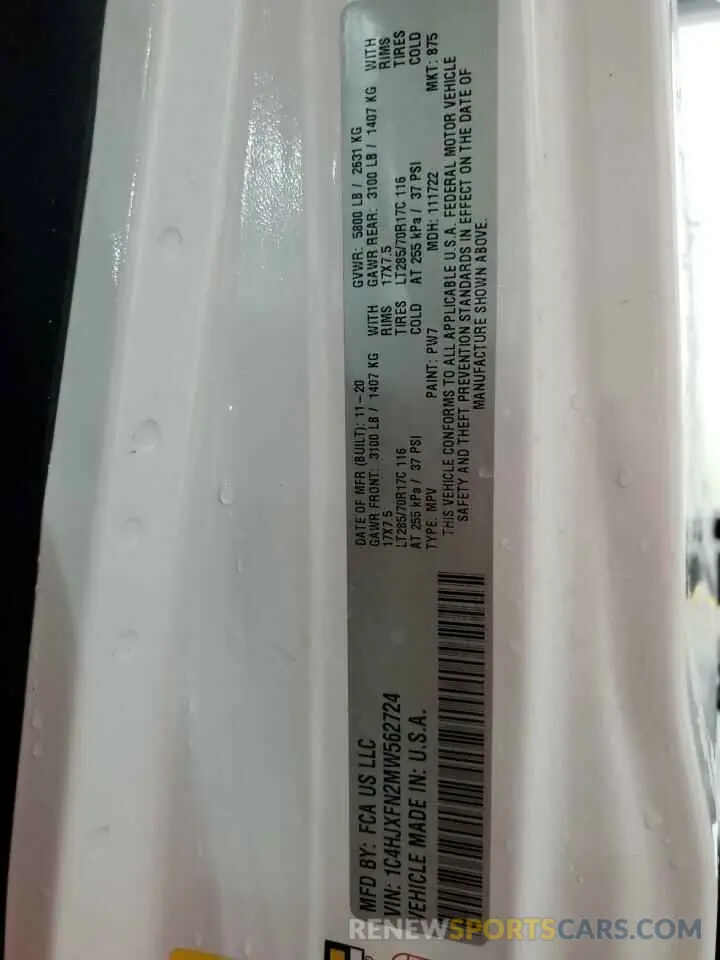 MFD BY: FCA US LLC
VIN: 1C4HJXFN2MW562724
VEHICLE MADE IN: U.S.A.
DATE OF MFR (BUILT): 11-20
GAWR FRONT: 3100 LB / 1407 KG WITH
17X7.5 RIMS
LT285/70R17C 116 TIRES
AT 255 kPa / 37 PSI COLD
TYPE: MPV
GVWR: 5800 LB / 2631 KG
GAWR REAR: 3100 LB / 1407 KG WITH
17X7.5 RIMS
LT285/70R17C 116 TIRES
AT 255 kPa / 37 PSI COLD
PAINT: PW7 MDH: 111722 MKT: 875
THIS VEHICLE CONFORMS TO ALL APPLICABLE U.S.A. FEDERAL MOTOR VEHICLE
SAFETY AND THEFT PREVENTION STANDARDS IN EFFECT ON THE DATE OF
MANUFACTURE SHOWN ABOVE.
RENEWSPORTSCARS.COM